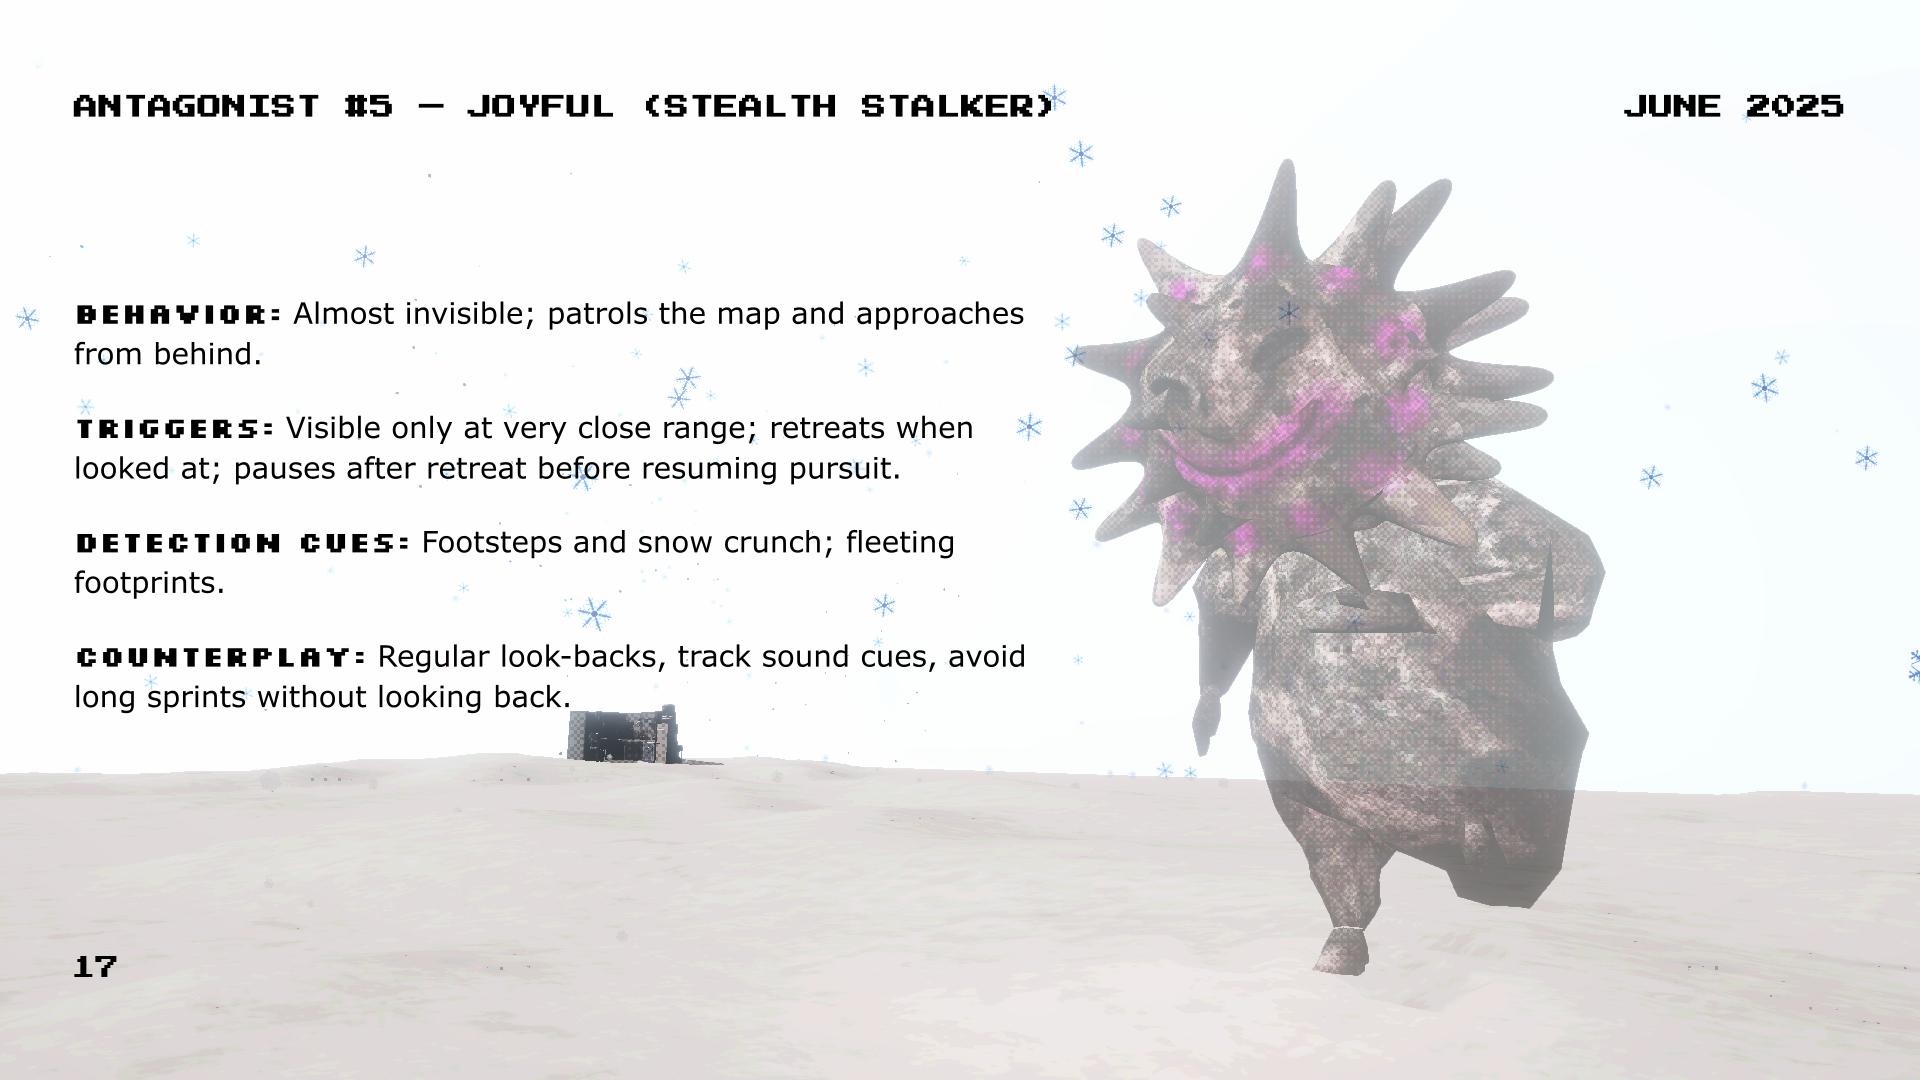 ANTAGONIST #5 — JOYFUL (STEALTH STALKER)
JUNE 2025
BEHAVIOR: Almost invisible; patrols the map and approaches
from behind.
TRIGGERS: Visible only at very close range; retreats when
looked at; pauses after retreat before resuming pursuit.
DETECTION CUES: Footsteps and snow crunch; fleeting
footprints.
COUNTERPLAY: Regular look-backs, track sound cues, avoid
long sprints without looking back.
17